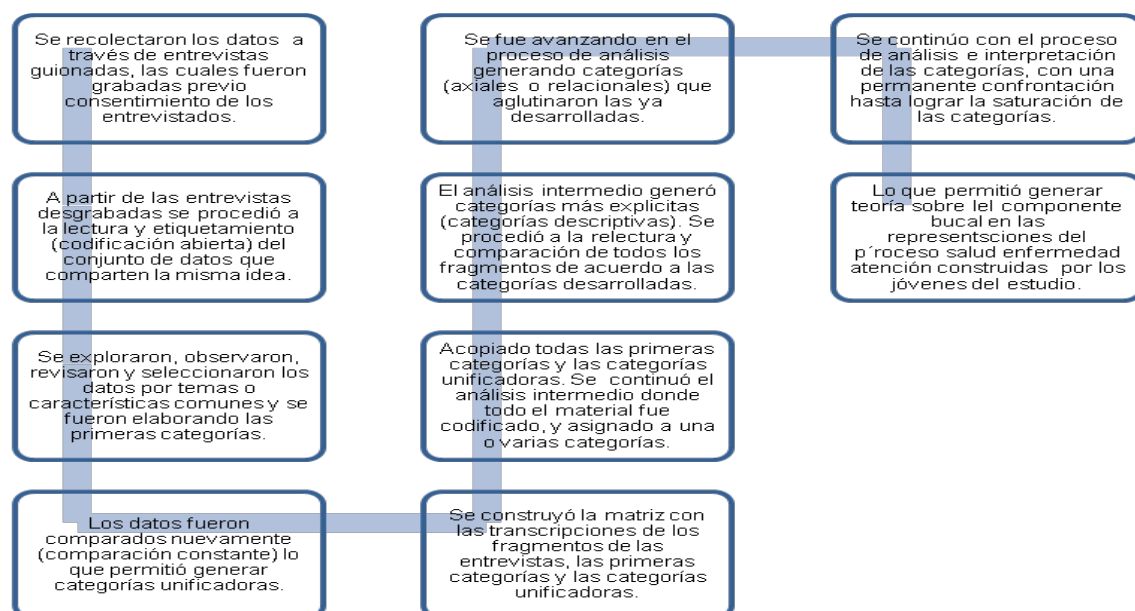 Se recolectaron los datos a
través de entrevistas
guionadas, las cuales fueron
grabadas previo
consentimiento de los
entrevistados.
A partir de las entrevistas
desgrabadas se procedió a
la lectura y etiquetamiento
(codificación abierta) del
conjunto de datos que
comparten la misma idea.
Se exploraron, observaron,
revisaron y seleccionaron los
datos por temas o
características comunes y se
fueron elaborando las
primeras categorías.
Los datos fueron
comparados nuevamente
(comparación constante) lo
que permitió generar
categorías unificadoras.
Se construyó la matriz con
las transcripciones de los
fragmentos de las
entrevistas, las primeras
categorías y las categorías
unificadoras.
Acopiado todas las primeras
categorías y las categorías
unificadoras. Se continuó el
análisis intermedio donde
todo el material fue
codificado, y asignado a una
o varias categorías.
El análisis intermedio generó
categorías más explicitas
(categorías descriptivas). Se
procedió a la relectura y
comparación de todos los
fragmentos de acuerdo a las
categorías desarrolladas.
Se fue avanzando en el
proceso de análisis
generando categorías
(axiales o relacionales) que
aglutinaron las ya
desarrolladas.
Se continúo con el proceso
de análisis e interpretación
de las categorías, con una
permanente confrontación
hasta lograr la saturación de
las categorías.
Lo que permitió generar
teoría sobre lel componente
bucal en las
representsciones del
p´roceso salud enfermedad
atención construidas por los
jóvenes del estudio.